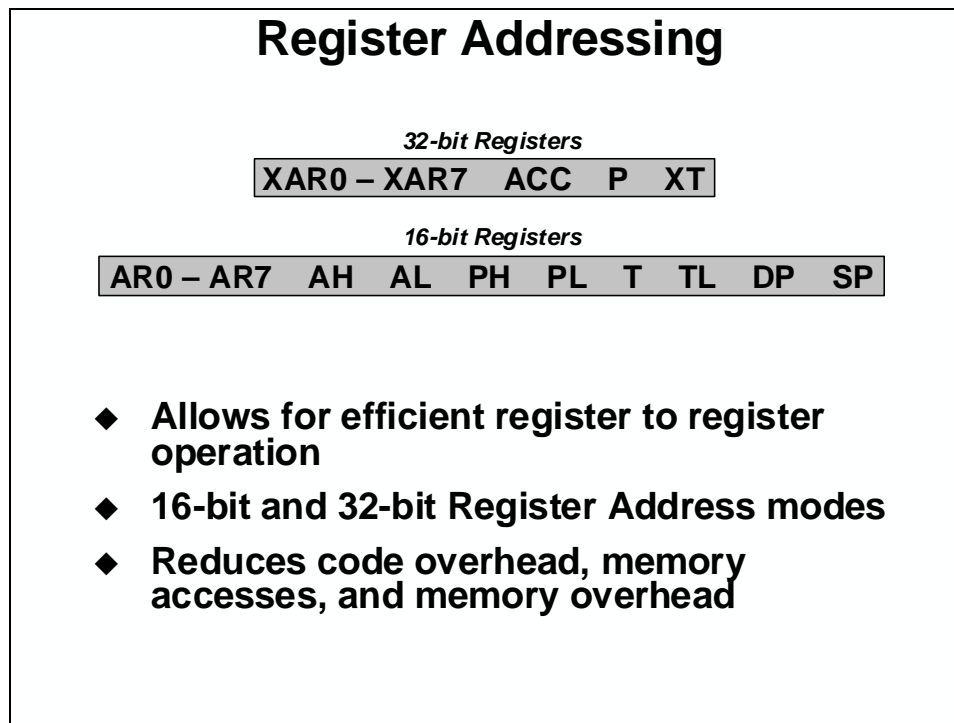 Register Addressing
32-bit Registers
XAR0 – XAR7 ACC P XT
16-bit Registers
AR0 – AR7 AH AL PH PL T TL DP SP
◆ Allows for efficient register to register
operation
◆ 16-bit and 32-bit Register Address modes
◆ Reduces code overhead, memory
accesses, and memory overhead